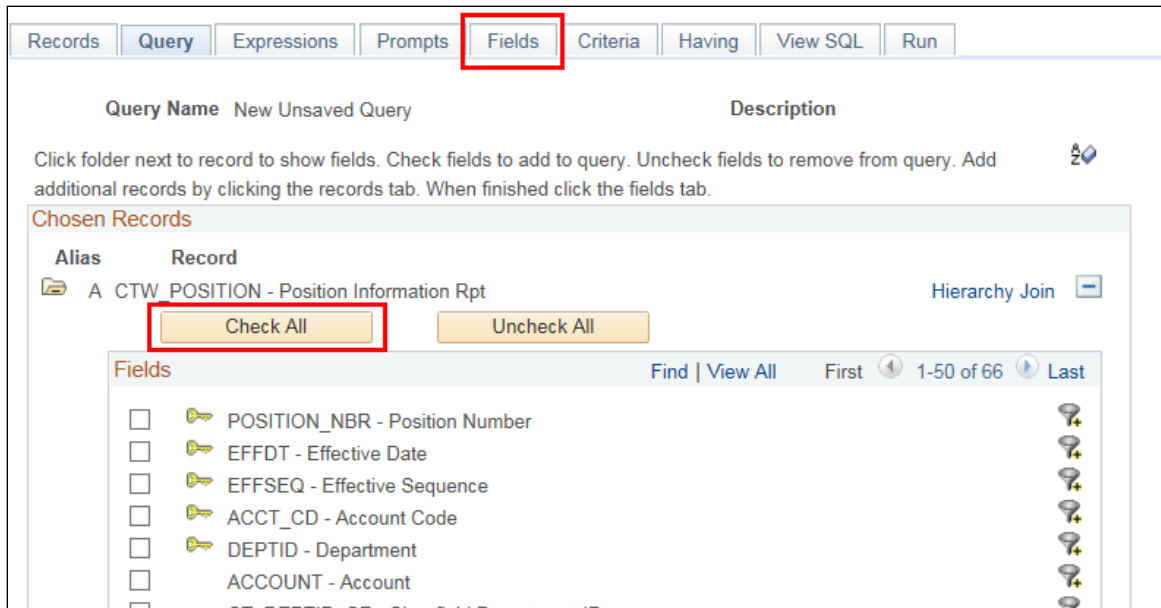 Records Query Expressions Prompts Fields Criteria Having View SQL Run
Query Name New Unsaved Query Description
Click folder next to record to show fields. Check fields to add to query. Uncheck fields to remove from query. Add
additional records by clicking the records tab. When finished click the fields tab.
Chosen Records
Alias Record
A CTW_POSITION - Position Information Rpt Hierarchy Join
Check All Uncheck All
Fields Find | View All First 1-50 of 66 Last
POSITION_NBR - Position Number
EFFDT - Effective Date
EFFSEQ - Effective Sequence
ACCT_CD - Account Code
DEPTID - Department
ACCOUNT - Account